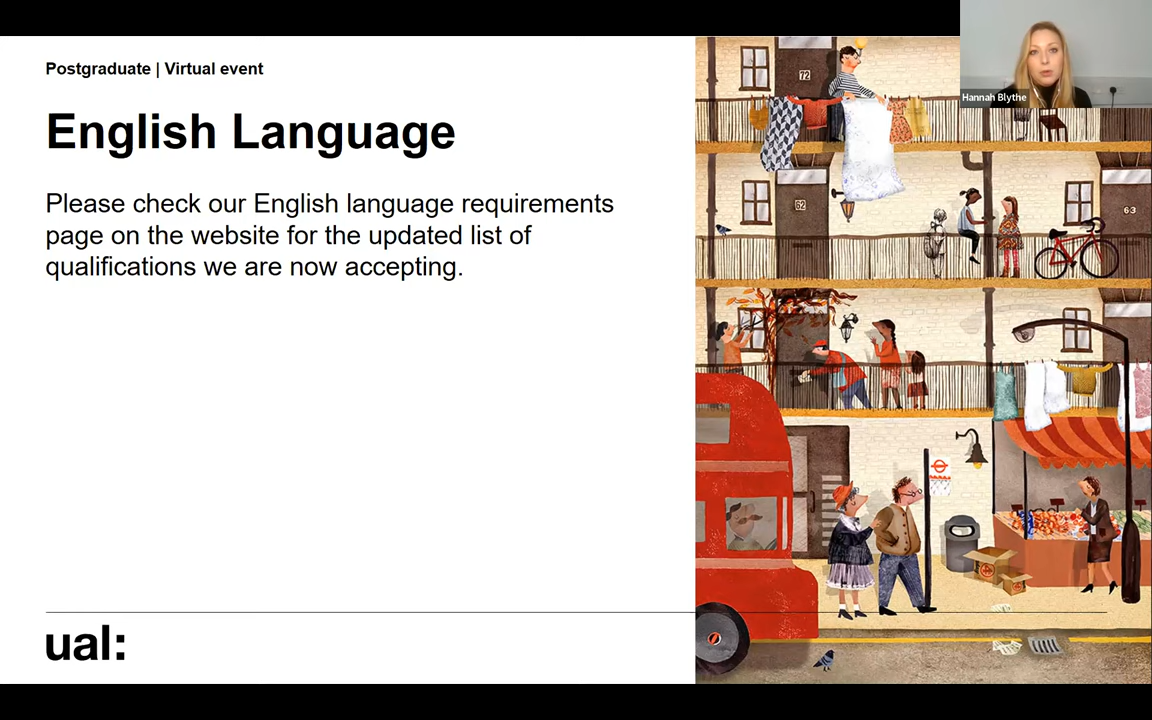 Postgraduate | Virtual event
English Language
Please check our English language requirements
page on the website for the updated list of
qualifications we are now accepting.
ual:
Hannah Blythe
72
62
63